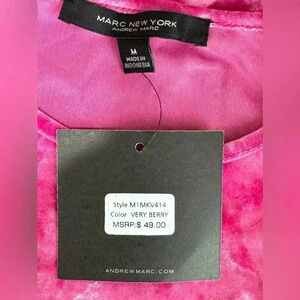 MARC NEW YORK
ANDREW MARC
M
MADE IN
INDONESIA
Style M1MKV414
Color VERY BERRY
MSRP:$ 49.00
ANDREWMARC.COM